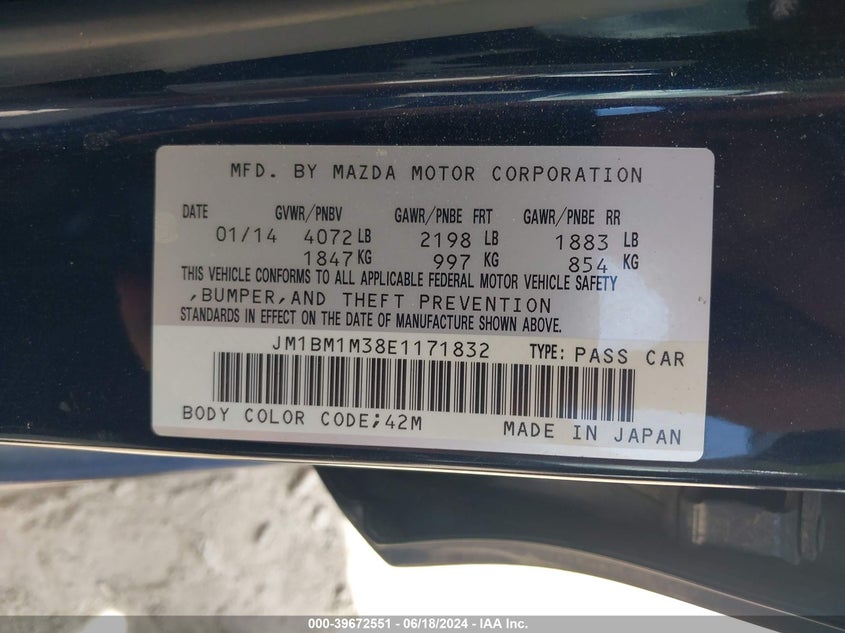 MFD. BY MAZDA MOTOR CORPORATION
DATE GVWR/PNBV GAWR/PNBE FRT GAWR/PNBE RR
01/14 4072 LB 2198 LB 1883 LB
1847 KG 997 KG 854 KG
THIS VEHICLE CONFORMS TO ALL APPLICABLE FEDERAL MOTOR VEHICLE SAFETY
,BUMPER,AND THEFT PREVENTION
STANDARDS IN EFFECT ON THE DATE OF MANUFACTURE SHOWN ABOVE.
JM1BM1M38E1171832 TYPE: PASS CAR
BODY COLOR CODE;42M MADE IN JAPAN
000-39672551 - 06/18/2024 - IAA Inc.